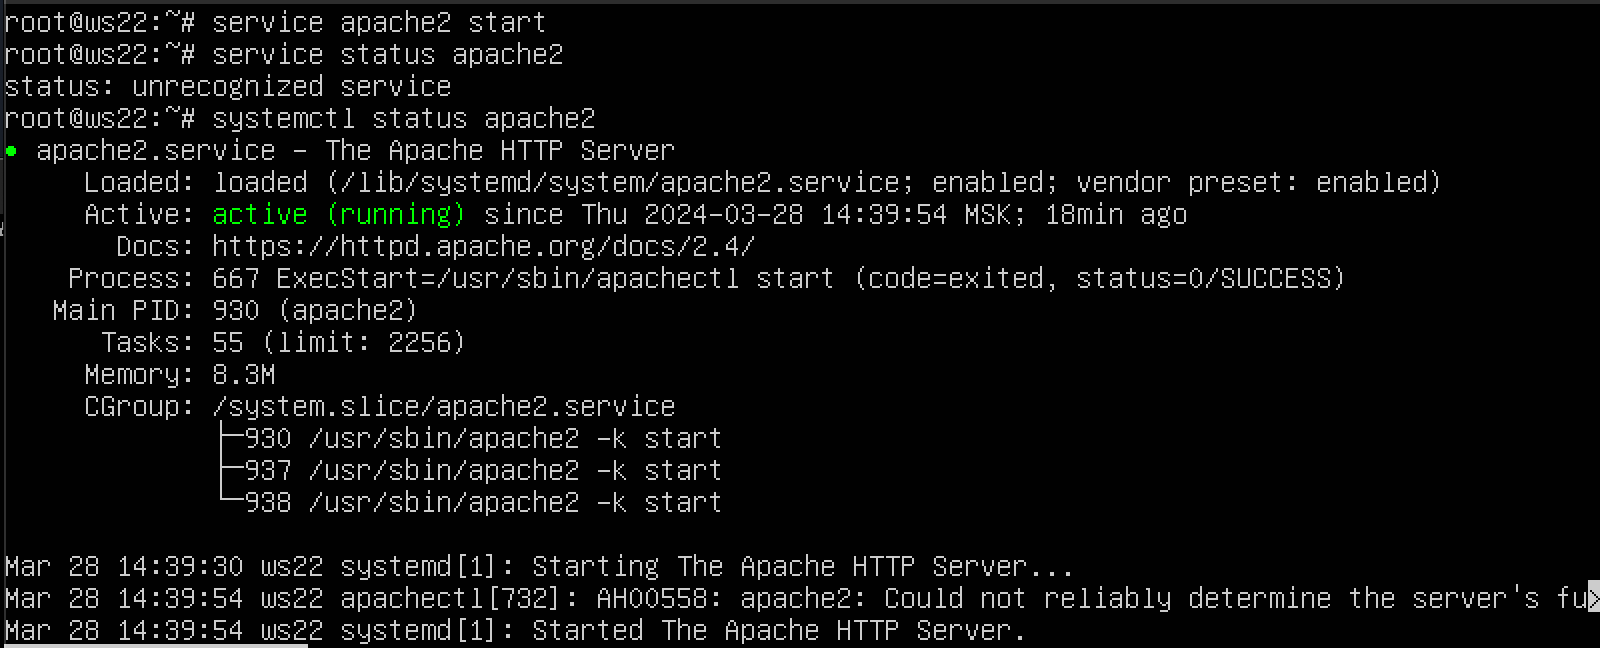 root@ws22:~# service apache2 start
root@ws22:~# service status apache2
status: unrecognized service
root@ws22:~# systemctl status apache2
● apache2.service - The Apache HTTP Server
     Loaded: loaded (/lib/systemd/system/apache2.service; enabled; vendor preset: enabled)
     Active: active (running) since Thu 2024-03-28 14:39:54 MSK; 18min ago
       Docs: https://httpd.apache.org/docs/2.4/
    Process: 667 ExecStart=/usr/sbin/apachectl start (code=exited, status=0/SUCCESS)
   Main PID: 930 (apache2)
      Tasks: 55 (limit: 2256)
     Memory: 8.3M
     CGroup: /system.slice/apache2.service
             ├─930 /usr/sbin/apache2 -k start
             ├─937 /usr/sbin/apache2 -k start
             └─938 /usr/sbin/apache2 -k start
Mar 28 14:39:30 ws22 systemd[1]: Starting The Apache HTTP Server...
Mar 28 14:39:54 ws22 apachectl[732]: AH00558: apache2: Could not reliably determine the server's fu>
Mar 28 14:39:54 ws22 systemd[1]: Started The Apache HTTP Server.